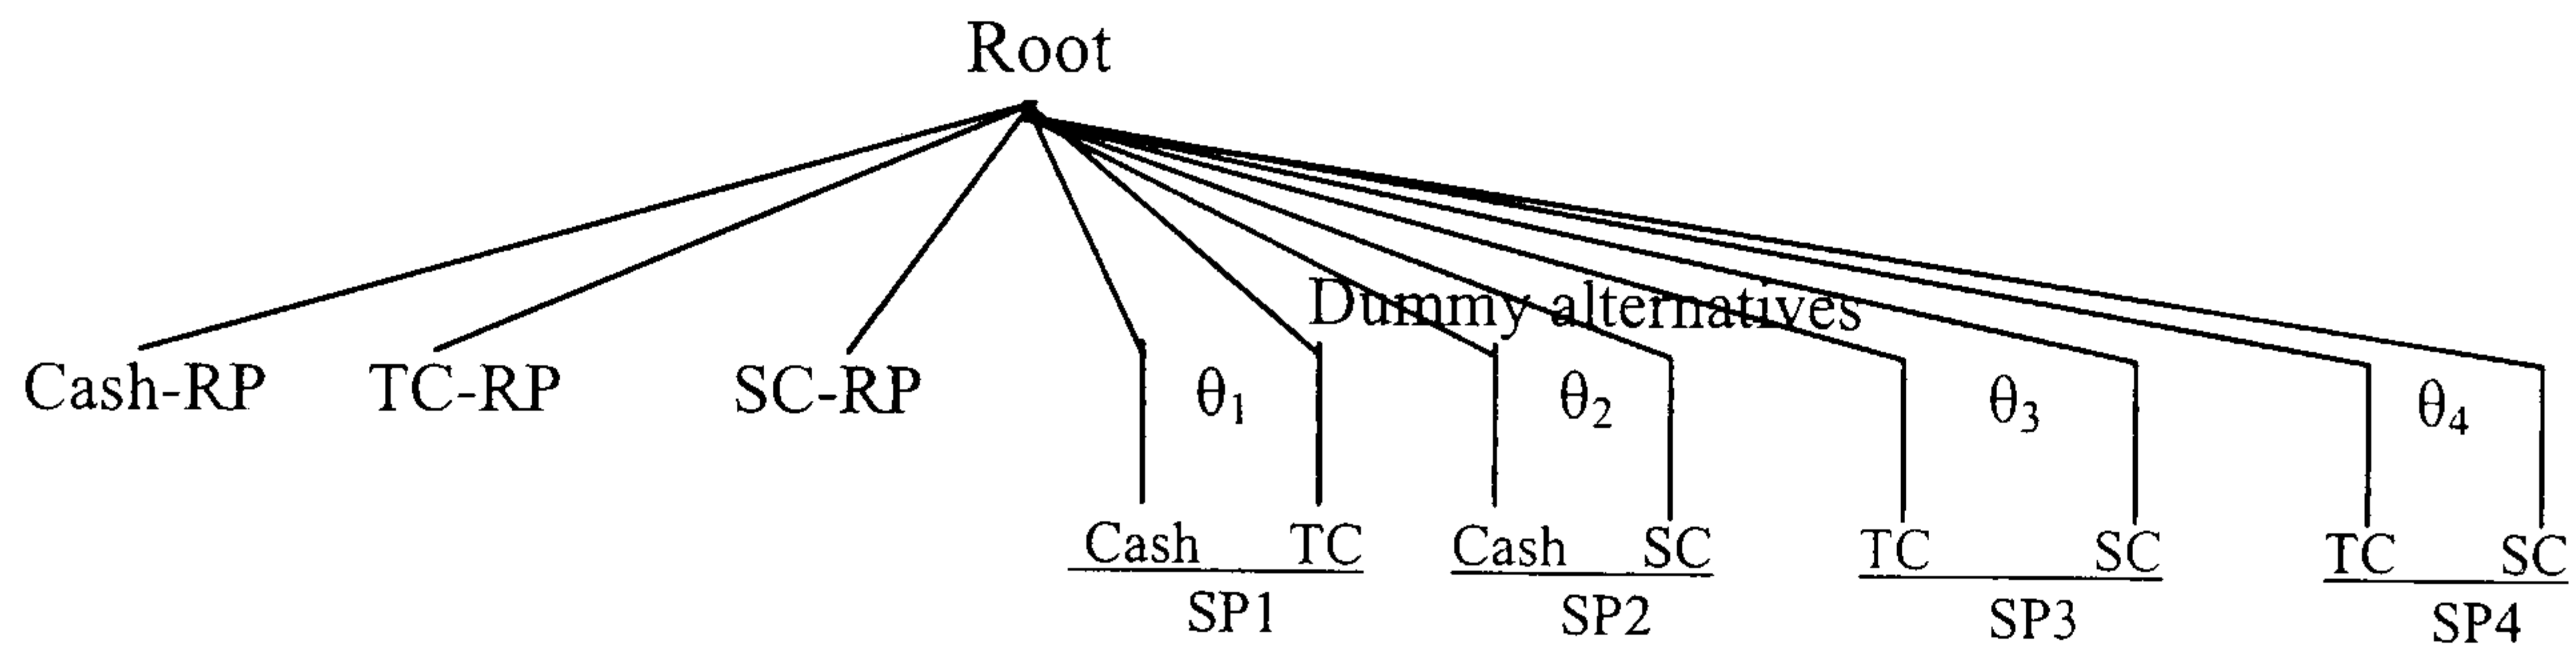 Root
Dummy alternatives
Cash-RP TC-RP SC-RP θ₁ θ₂ θ₃ θ₄
Cash TC Cash SC TC SC TC SC
SP1 SP2 SP3 SP4